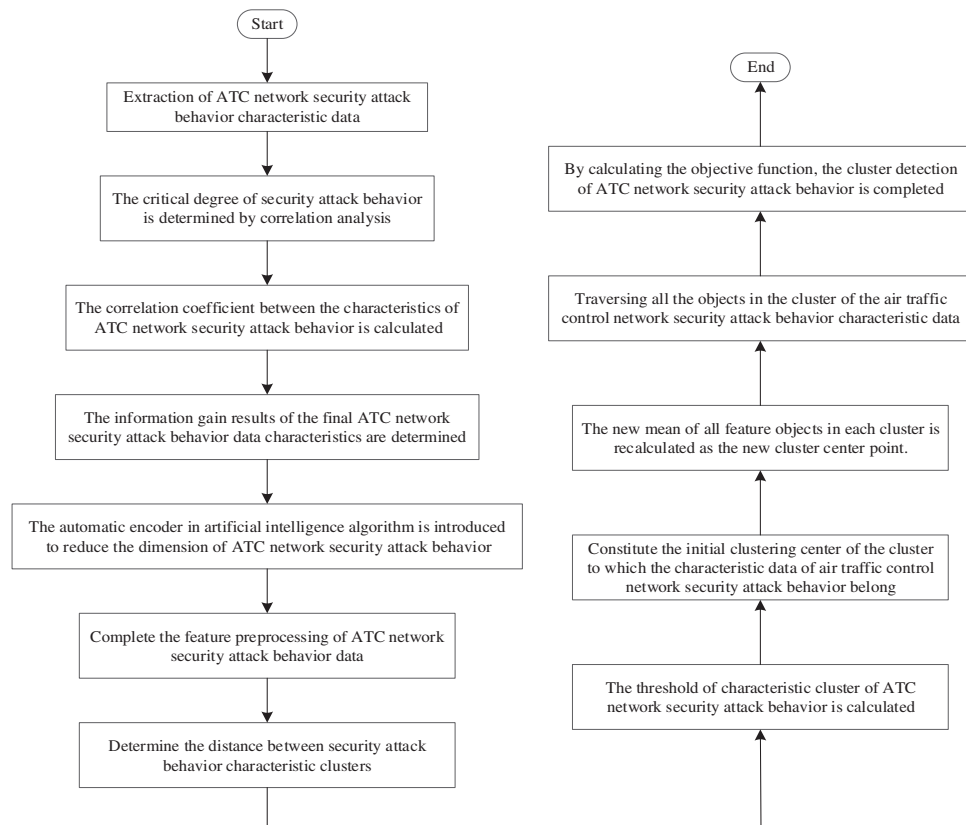 Start
Extraction of ATC network security attack
behavior characteristic data
The critical degree of security attack behavior
is determined by correlation analysis
The correlation coefficient between the characteristics of
ATC network security attack behavior is calculated
The information gain results of the final ATC network
security attack behavior data characteristics are determined
The automatic encoder in artificial intelligence algorithm is introduced
to reduce the dimension of ATC network security attack behavior
Complete the feature preprocessing of ATC network
security attack behavior data
Determine the distance between security attack
behavior characteristic clusters
The threshold of characteristic cluster of ATC
network security attack behavior is calculated
Constitute the initial clustering center of the cluster
to which the characteristic data of air traffic control
network security attack behavior belong
The new mean of all feature objects in each cluster is
recalculated as the new cluster center point.
Traversing all the objects in the cluster of the air traffic
control network security attack behavior characteristic data
By calculating the objective function, the cluster detection
of ATC network security attack behavior is completed
End